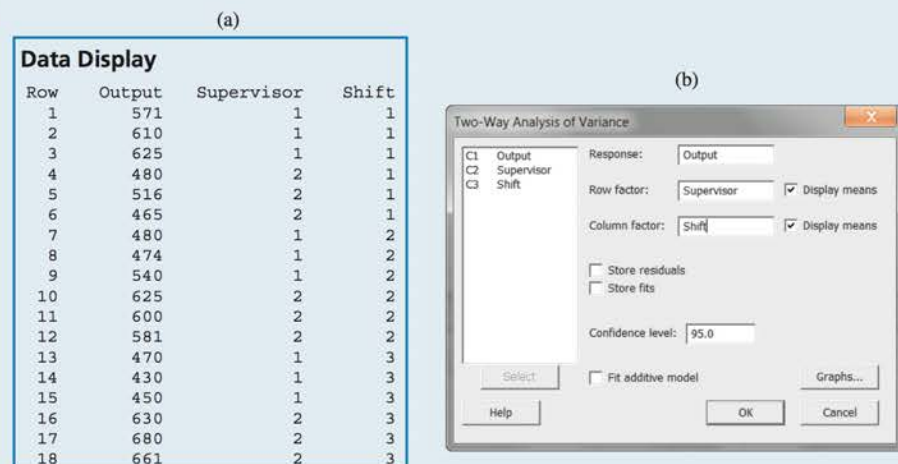 (a)
Data Display
Row Output Supervisor Shift
1 571 1 1
2 610 1 1
3 625 1 1
4 480 2 1
5 516 2 1
6 465 2 1
7 480 1 2
8 474 1 2
9 540 1 2
10 625 2 2
11 600 2 2
12 581 2 2
13 470 1 3
14 430 1 3
15 450 1 3
16 630 2 3
17 680 2 3
18 661 2 3
(b)
Two-Way Analysis of Variance
C1 Output
C2 Supervisor
C3 Shift
Response: Output
Row factor: Supervisor Display means
Column factor: Shift Display means
Store residuals
Store fits
Confidence level: 95.0
Select Fit additive model Graphs...
Help OK Cancel